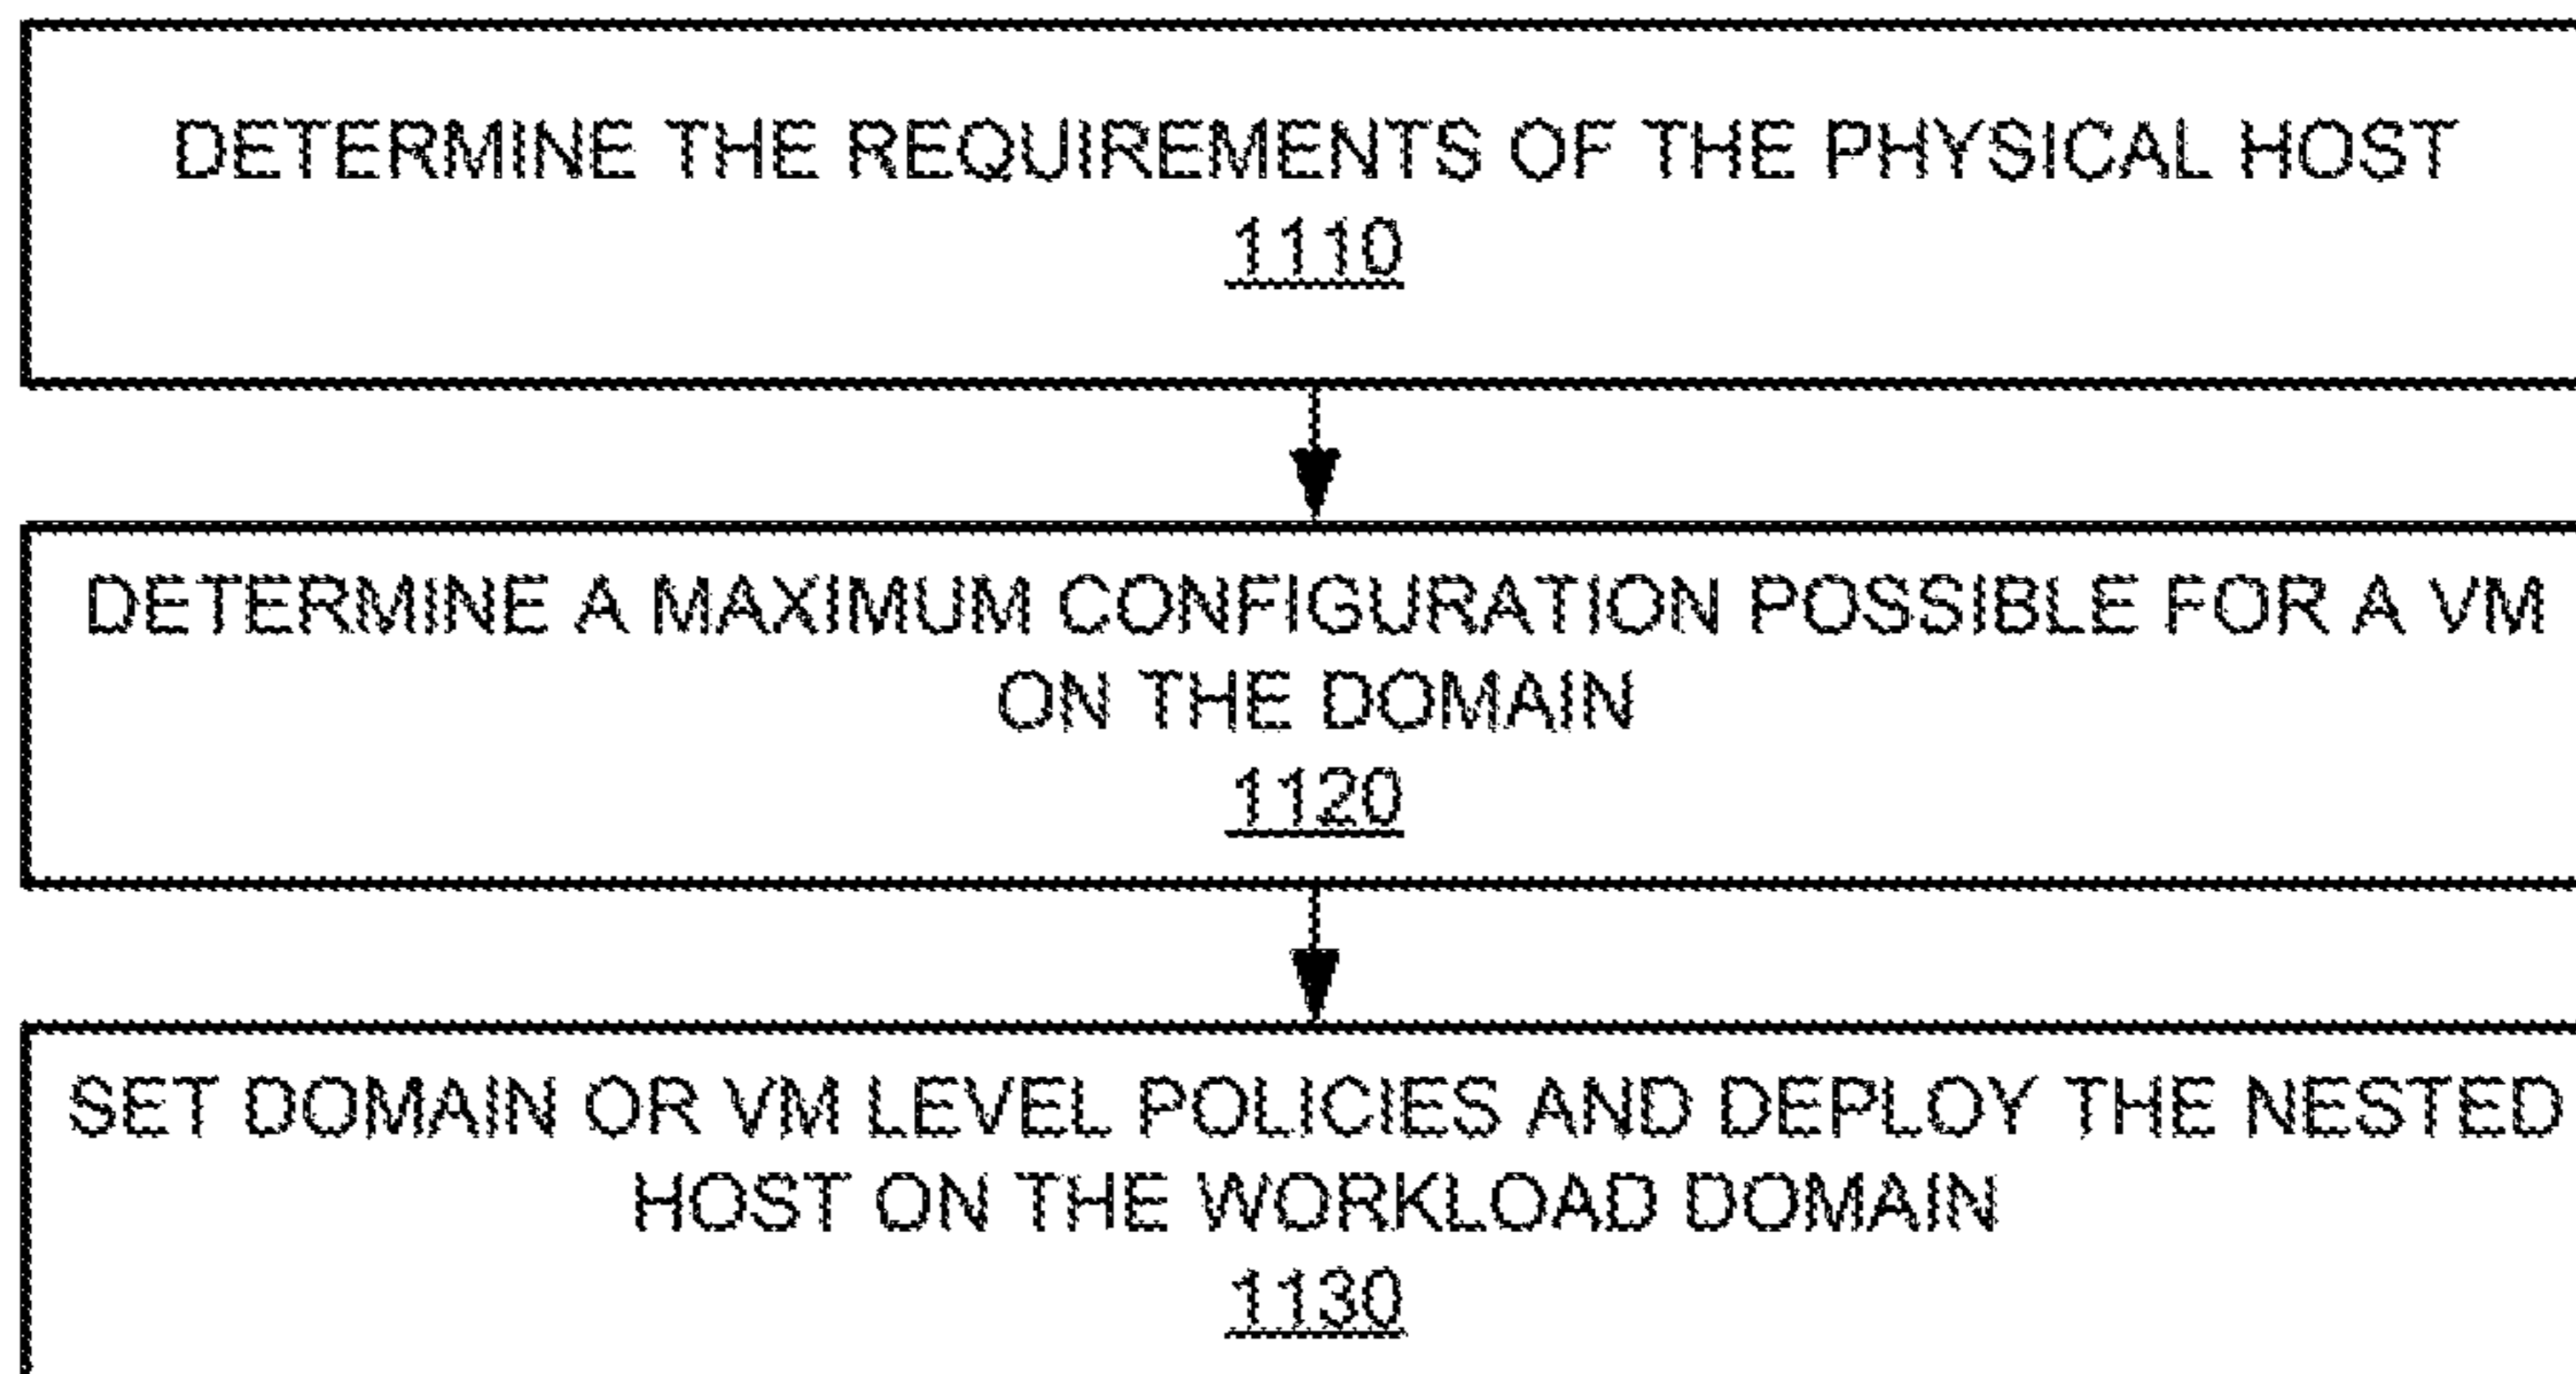 DETERMINE THE REQUIREMENTS OF THE PHYSICAL HOST
1110
DETERMINE A MAXIMUM CONFIGURATION POSSIBLE FOR A VM
ON THE DOMAIN
1120
SET DOMAIN OR VM LEVEL POLICIES AND DEPLOY THE NESTED
HOST ON THE WORKLOAD DOMAIN
1130